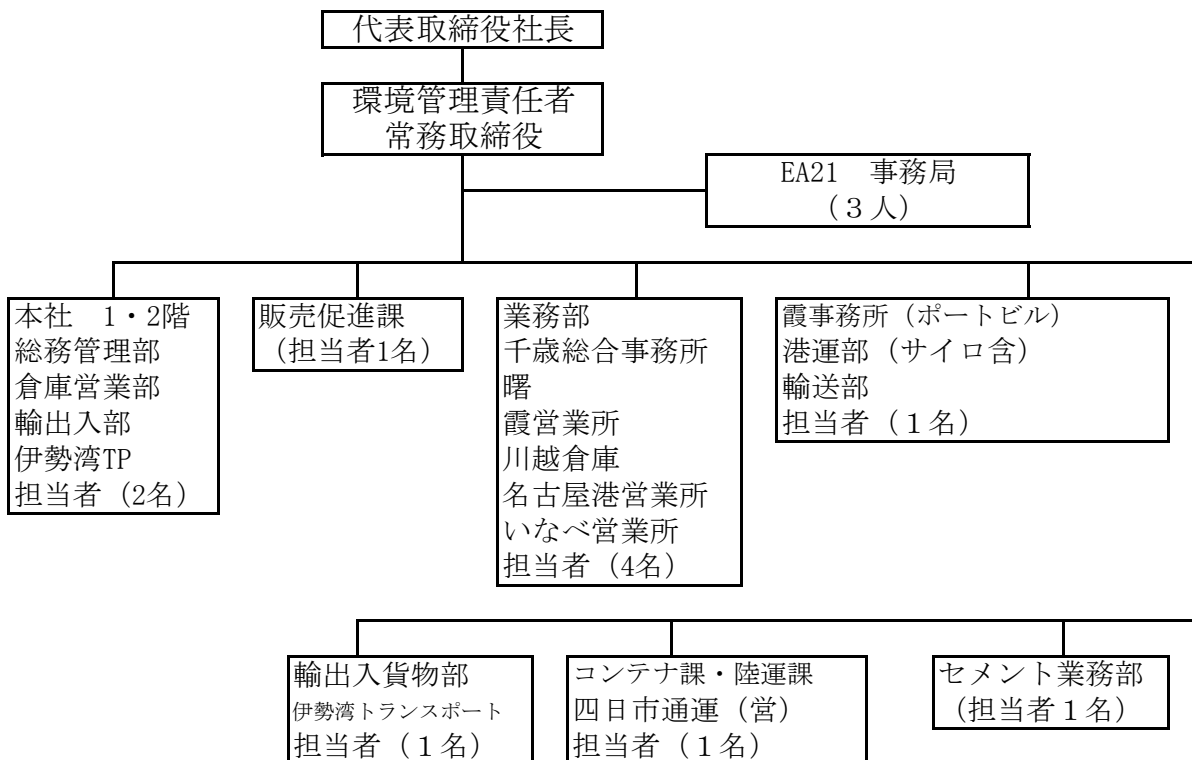 代表取締役社長
環境管理責任者
常務取締役
EA21　事務局
（３人）
本社　1・2階
総務管理部
倉庫営業部
輸出入部
伊勢湾TP
担当者（2名）
販売促進課
（担当者1名）
業務部
千歳総合事務所
曙
霞営業所
川越倉庫
名古屋港営業所
いなべ営業所
担当者（4名）
霞事務所（ポートビル）
港運部（サイロ含）
輸送部
担当者（１名）
輸出入貨物部
伊勢湾トランスポート
担当者（１名）
コンテナ課・陸運課
四日市通運（営）
担当者（１名）
セメント業務部
（担当者１名）